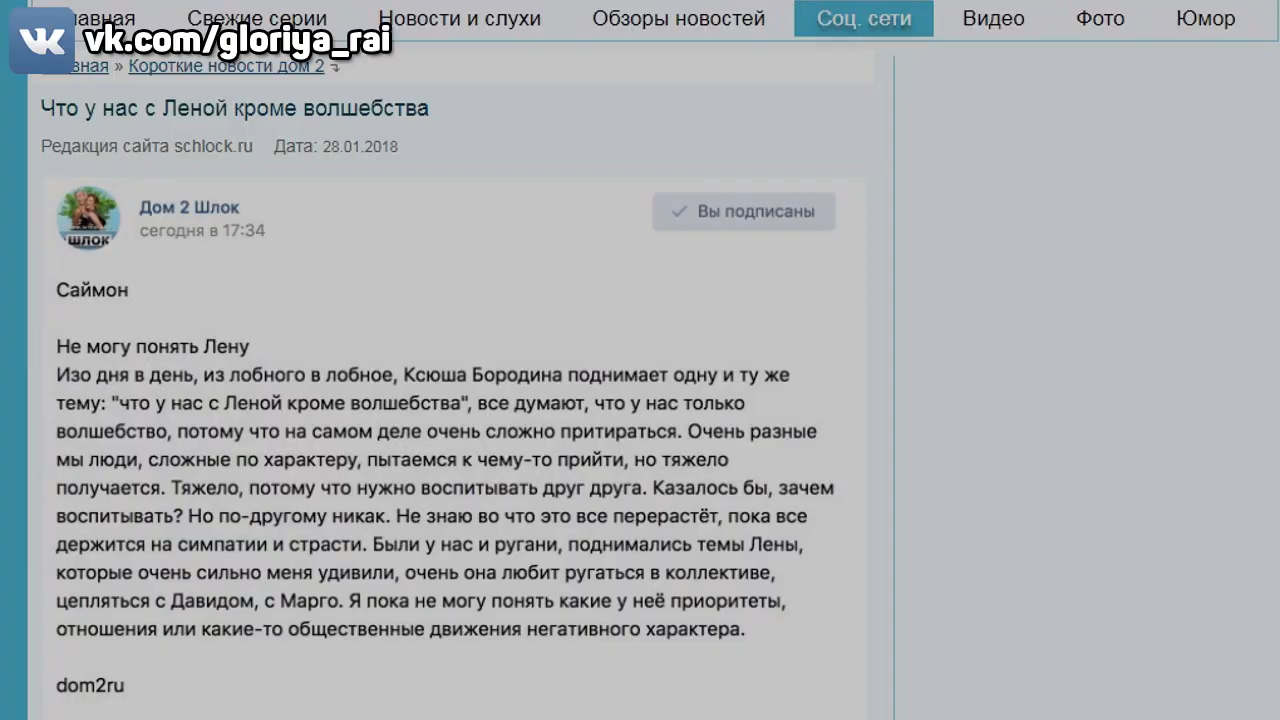 Свежие серии Новости и слухи Обзоры новостей Соц. сети Видео Фото Юмор
vk.com/gloriya_rai
» Короткие новости дом 2
Что у нас с Леной кроме волшебства
Редакция сайта schlock.ru Дата: 28.01.2018
Дом 2 Шлок
Вы подписаны
сегодня в 17:34
шлок
Саймон
Не могу понять Лену
Изо дня в день, из лобного в лобное, Ксюша Бородина поднимает одну и ту же
тему: "что у нас с Леной кроме волшебства", все думают, что у нас только
волшебство, потому что на самом деле очень сложно притираться. Очень разные
мы люди, сложные по характеру, пытаемся к чему-то прийти, но тяжело
получается. Тяжело, потому что нужно воспитывать друг друга. Казалось бы, зачем
воспитывать? Но по-другому никак. Не знаю во что это все перерастёт, пока все
держится на симпатии и страсти. Были у нас и ругани, поднимались темы Лены,
которые очень сильно меня удивили, очень она любит ругаться в коллективе,
цепляться с Давидом, с Марго. Я пока не могу понять какие у неё приоритеты,
отношения или какие-то общественные движения негативного характера.
dom2ru